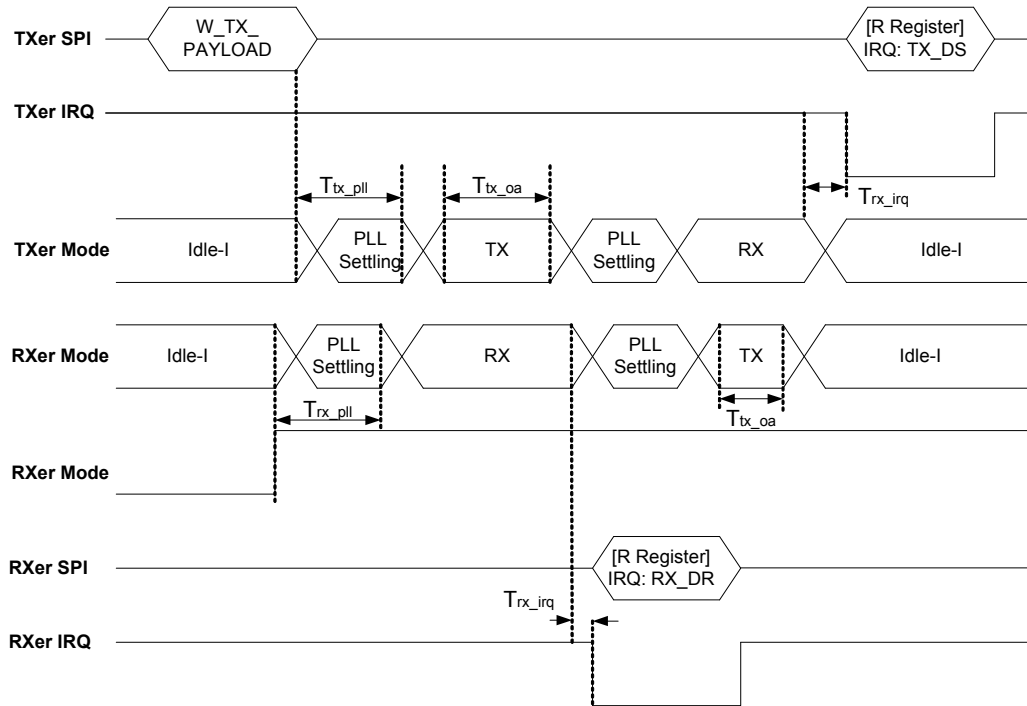 TXer SPI
W_TX_
PAYLOAD
[R Register]
IRQ: TX_DS
TXer IRQ
Ttx_pll
Ttx_oa
Trx_irq
TXer Mode
Idle-I
PLL
Settling
TX
PLL
Settling
RX
Idle-I
RXer Mode
Idle-I
PLL
Settling
RX
PLL
Settling
TX
Idle-I
Trx_pll
Ttx_oa
RXer Mode
RXer SPI
[R Register]
IRQ: RX_DR
Trx_irq
RXer IRQ